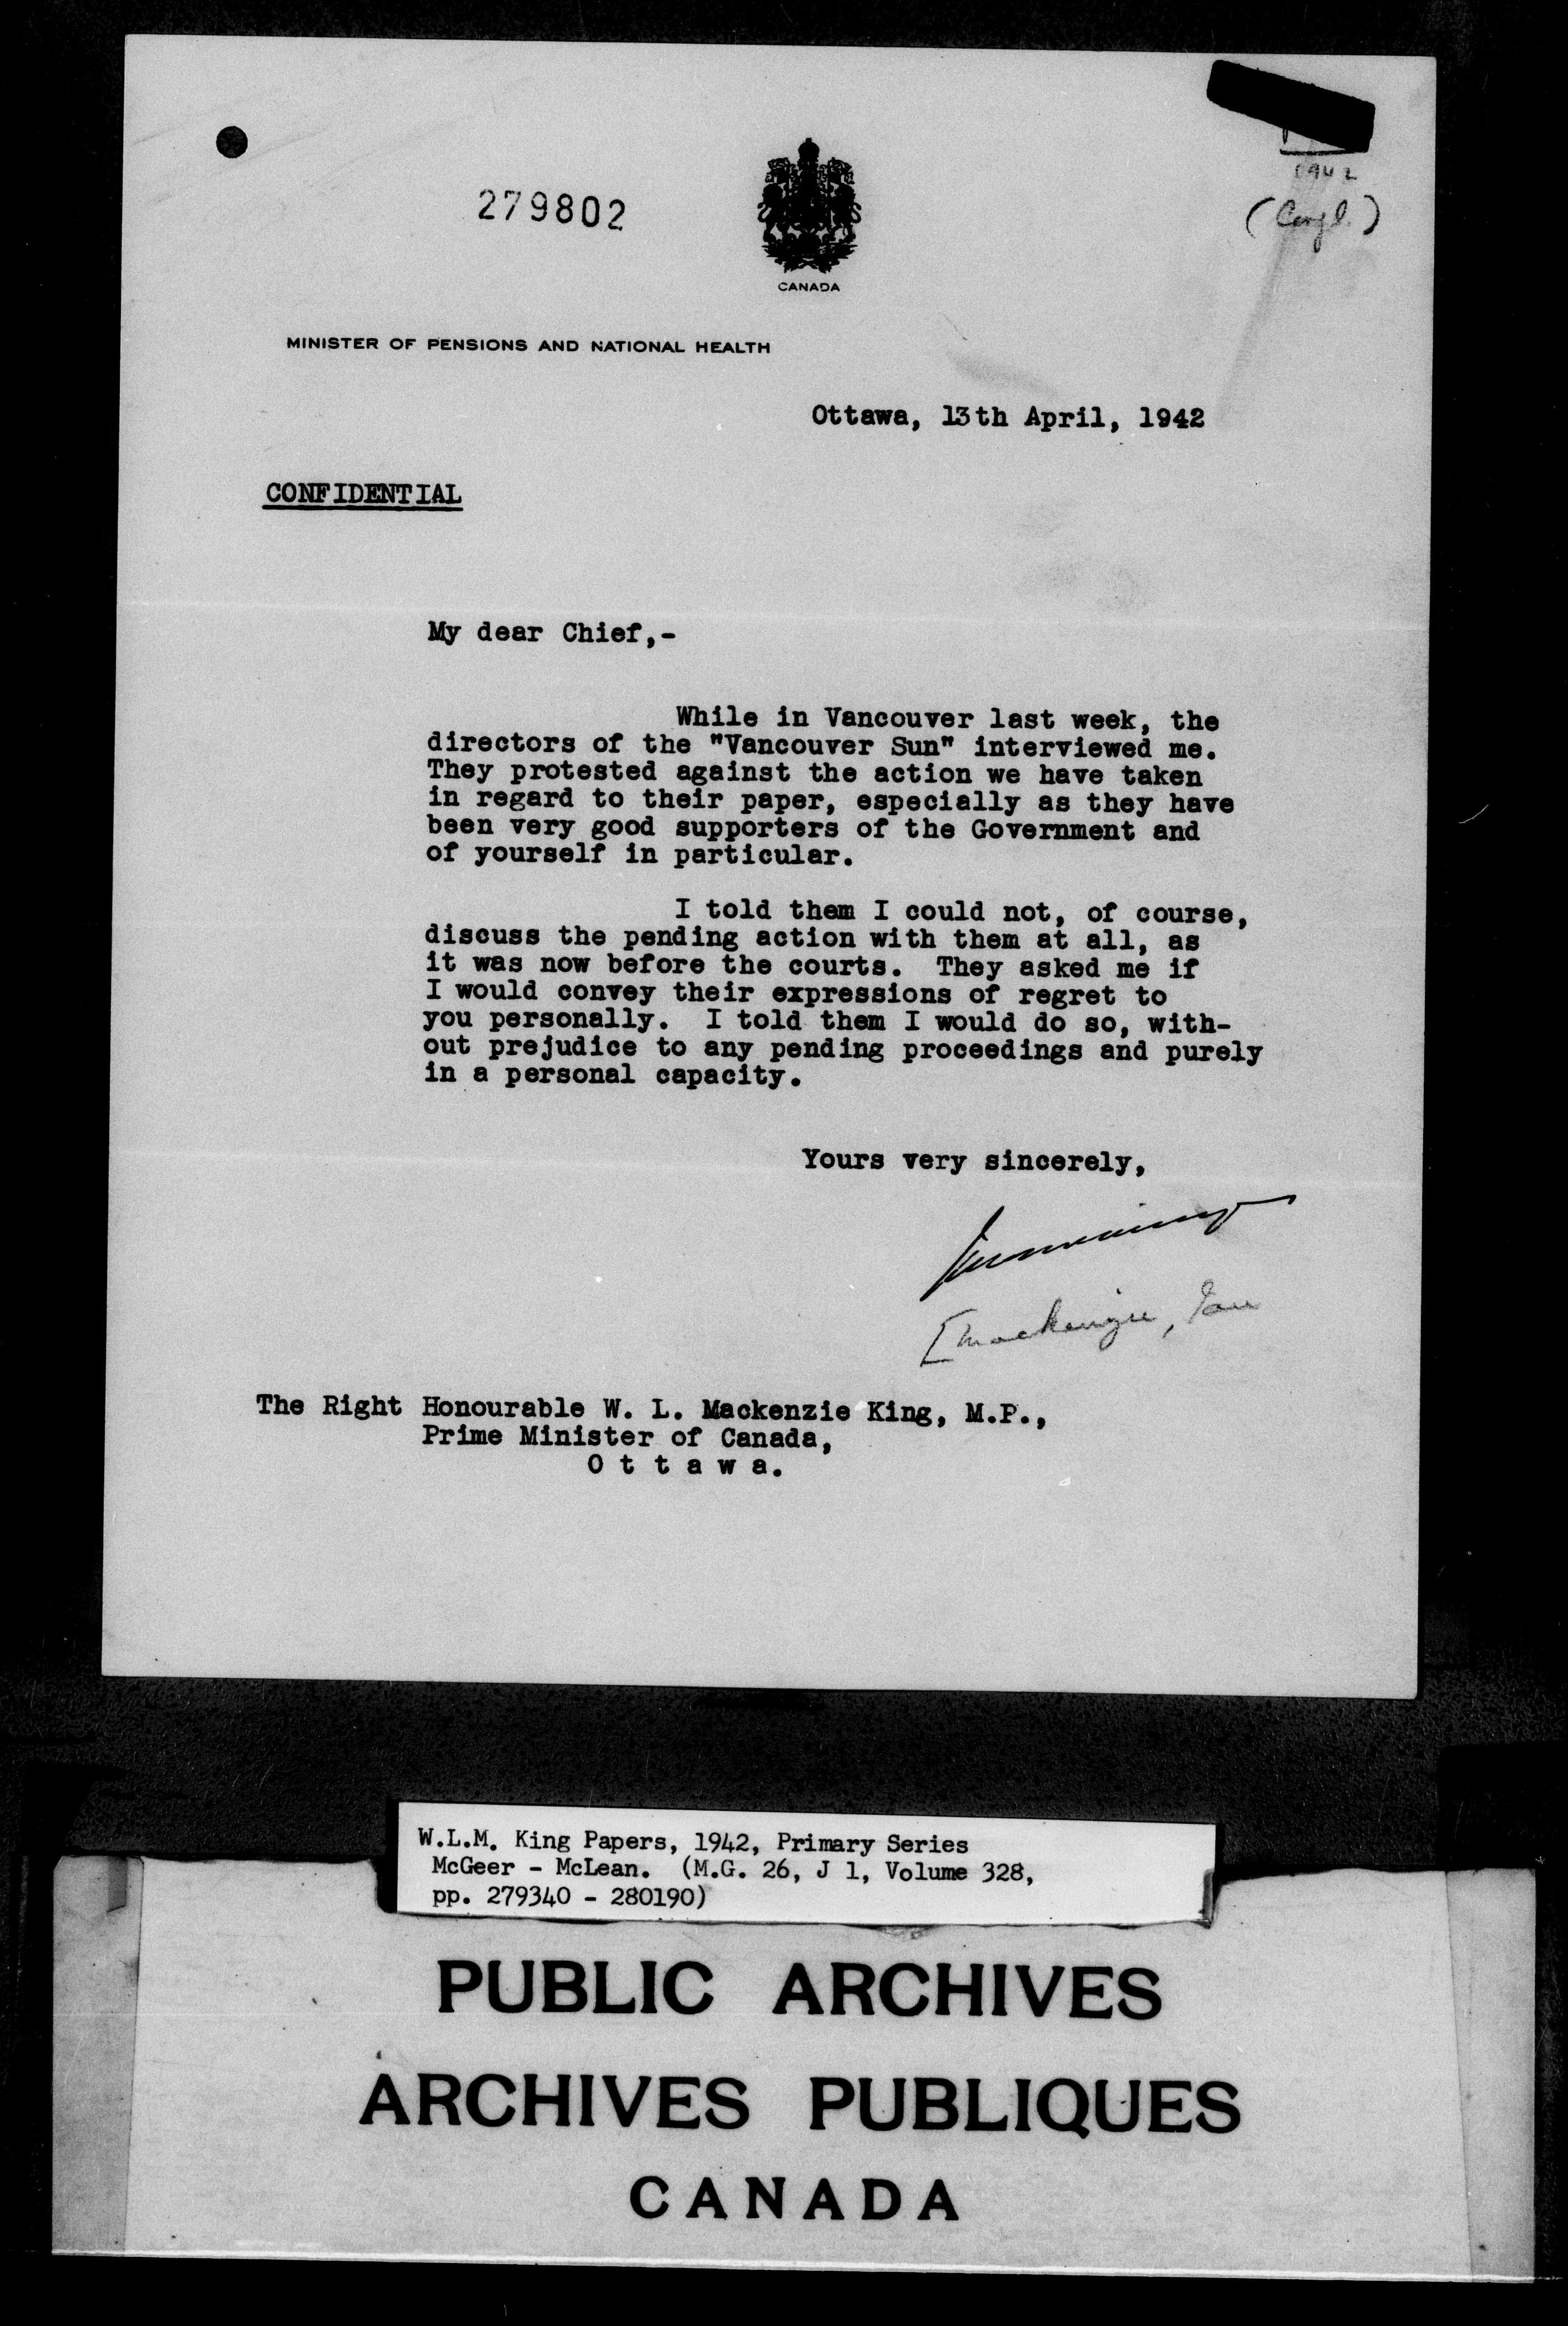 1942
279802
CANADA
MINISTER OF PENSIONS AND NATIONAL HEALTH
Ottawa, 13th April, 1942
CONFIDENTIAL
My dear Chief,-
While in Vancouver last week, the
directors of the "Vancouver Sun" interviewed me.
They protested against the action we have taken
in regard to their paper, especially as they have
been very good supporters of the Government and
of yourself in particular.
I told them I could not, of course,
discuss the pending action with them at all, as
it was now before the courts. They asked me if
I would convey their expressions of regret to
you personally. I told them I would do so, with-
out prejudice to any pending proceedings and purely
in a personal capacity.
Yours very sincerely,
[Mackenzie, Ian
The Right Honourable W. L. Mackenzie King, M.P.,
Prime Minister of Canada,
Ottawa.
W.L.M. King Papers, 1942, Primary Series
McGeer - McLean. (M.G. 26, J 1, Volume 328,
pp. 279340 - 280190)
PUBLIC ARCHIVES
ARCHIVES PUBLIQUES
CANADA